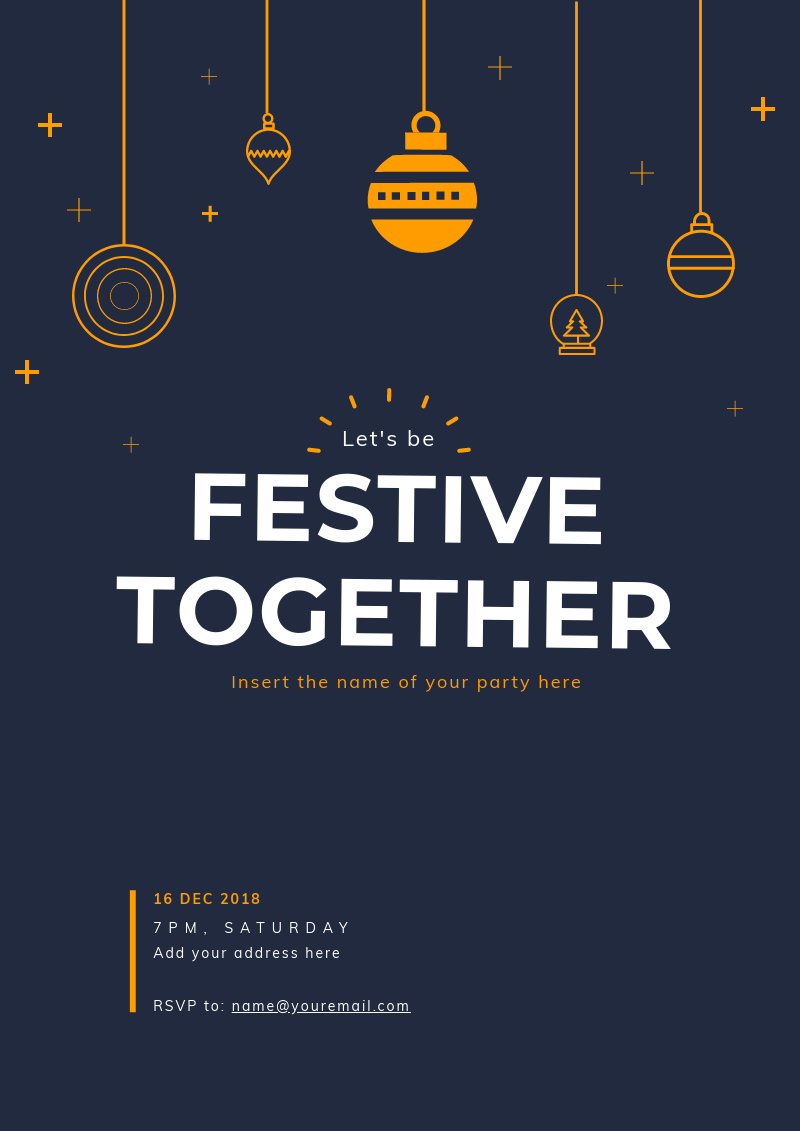 Let's be
FESTIVE
TOGETHER
Insert the name of your party here
16 DEC 2018
7PM, SATURDAY
Add your address here
RSVP to: name@youremail.com